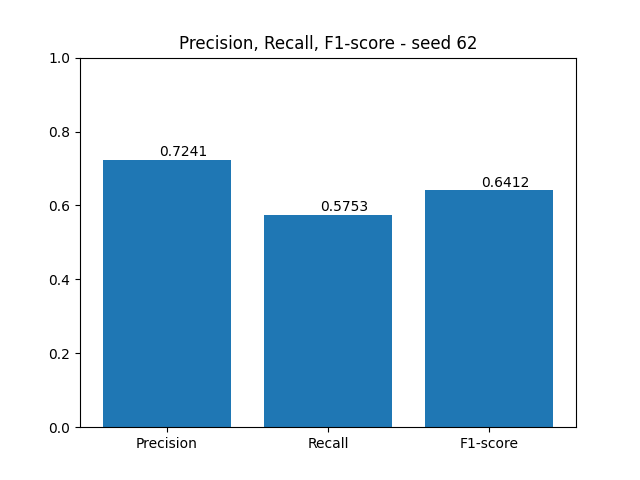 Precision, Recall, F1-score - seed 62
1.0
0.8
0.6
0.4
0.2
0.0
0.7241
0.5753
0.6412
Precision
Recall
F1-score